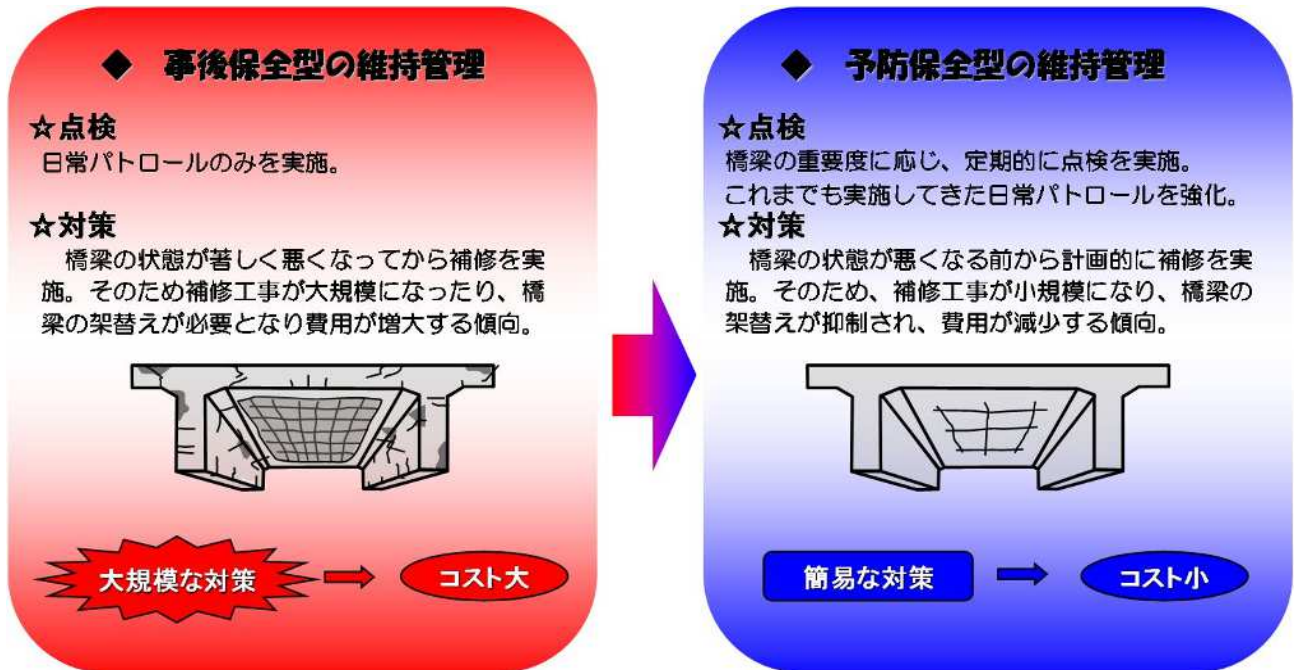 ◆ 事後保全型の維持管理
☆点検
日常パトロールのみを実施。
☆対策
橋梁の状態が著しく悪くなってから補修を実
施。そのため補修工事が大規模になったり、橋
梁の架替えが必要となり費用が増大する傾向。
大規模な対策
コスト大
◆ 予防保全型の維持管理
☆点検
橋梁の重要度に応じ、定期的に点検を実施。
これまでも実施してきた日常パトロールを強化。
☆対策
橋梁の状態が悪くなる前から計画的に補修を実
施。そのため、補修工事が小規模になり、橋梁の
架替えが抑制され、費用が減少する傾向。
簡易な対策
コスト小